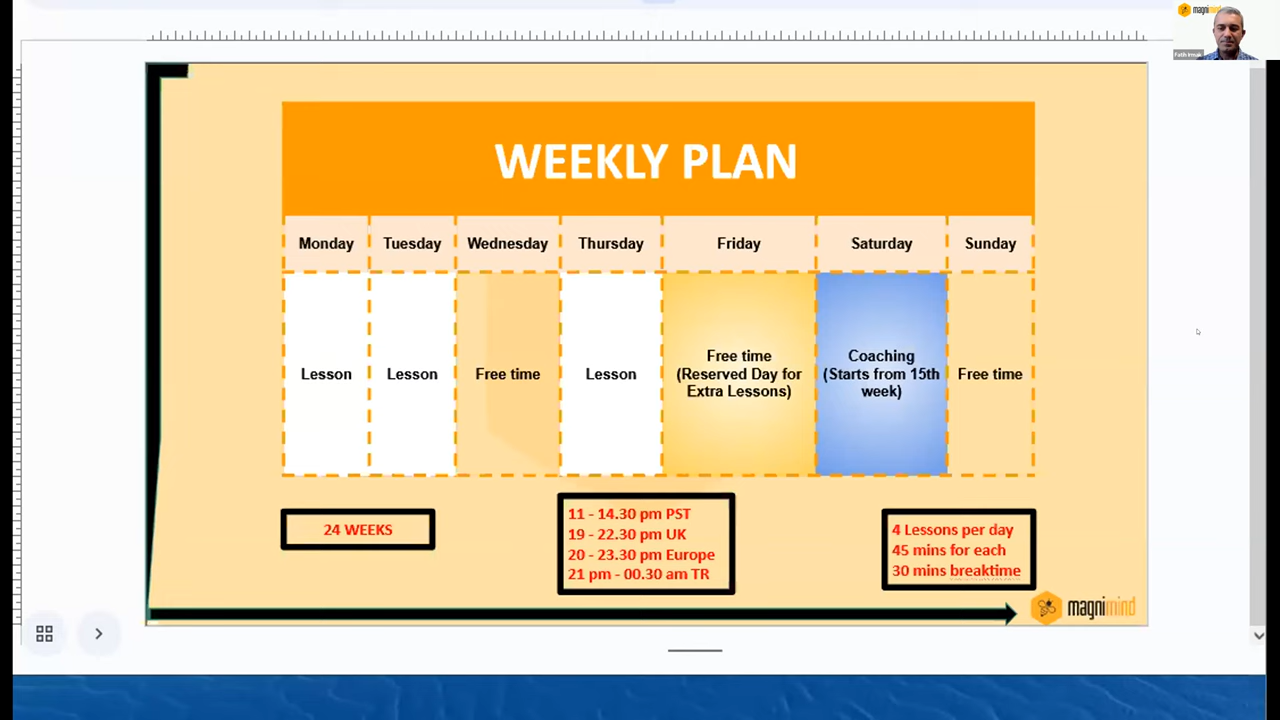 magnimind
Fatih Irmak
WEEKLY PLAN
Monday Tuesday Wednesday Thursday Friday Saturday Sunday
Lesson
Lesson
Free time
Lesson
Free time
(Reserved Day for
Extra Lessons)
Coaching
(Starts from 15th
week)
Free time
24 WEEKS
11 - 14.30 pm PST
19 - 22.30 pm UK
20 - 23.30 pm Europe
21 pm - 00.30 am TR
4 Lessons per day
45 mins for each
30 mins breaktime
magnimind